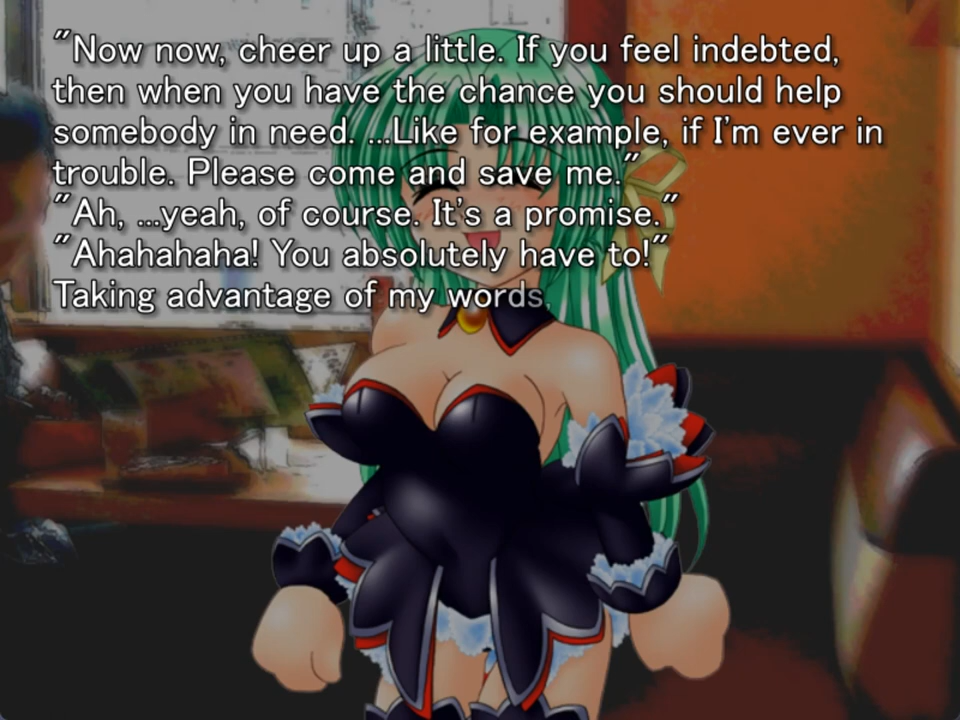 "Now now, cheer up a little. If you feel indebted,
then when you have the chance you should help
somebody in need. ...Like for example, if I'm ever in
trouble. Please come and save me."
"Ah, ...yeah, of course. It's a promise."
"Ahahahaha! You absolutely have to!"
Taking advantage of my words,